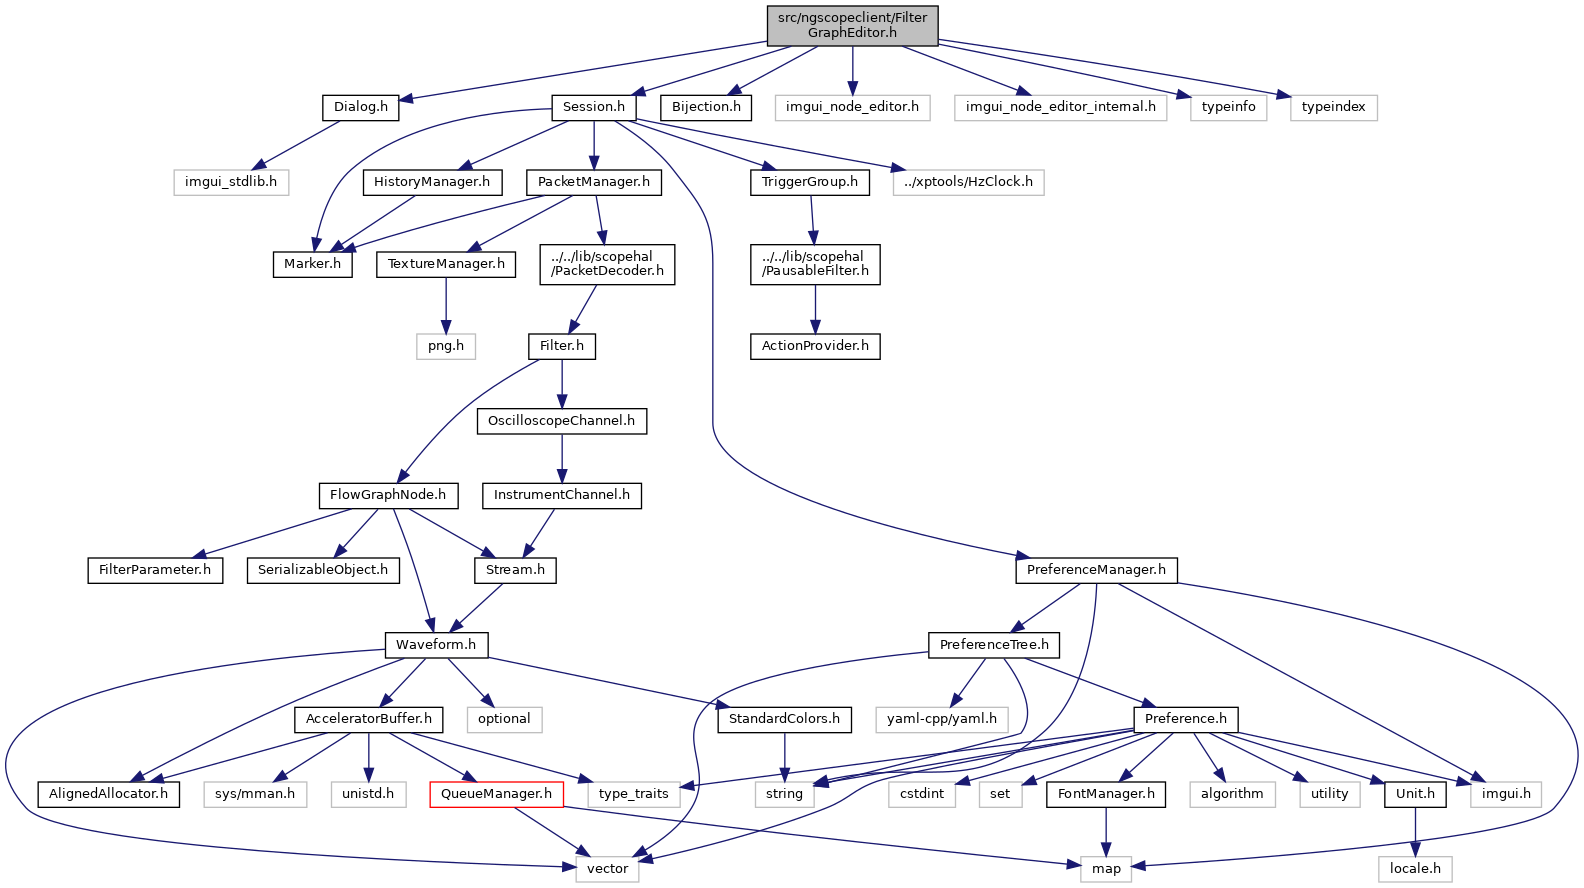 src/ngscopeclient/Filter
GraphEditor.h
Dialog.h
Session.h
Bijection.h
imgui_node_editor.h
imgui_node_editor_internal.h
typeinfo
typeindex
imgui_stdlib.h
HistoryManager.h
PacketManager.h
TriggerGroup.h
../xptools/HzClock.h
Marker.h
TextureManager.h
../../lib/scopehal
/PacketDecoder.h
../../lib/scopehal
/PausableFilter.h
png.h
Filter.h
ActionProvider.h
OscilloscopeChannel.h
FlowGraphNode.h
InstrumentChannel.h
FilterParameter.h
SerializableObject.h
Stream.h
PreferenceManager.h
Waveform.h
PreferenceTree.h
AcceleratorBuffer.h
optional
StandardColors.h
yaml-cpp/yaml.h
Preference.h
AlignedAllocator.h
sys/mman.h
unistd.h
QueueManager.h
type_traits
string
cstdint
set
FontManager.h
algorithm
utility
Unit.h
imgui.h
vector
map
locale.h